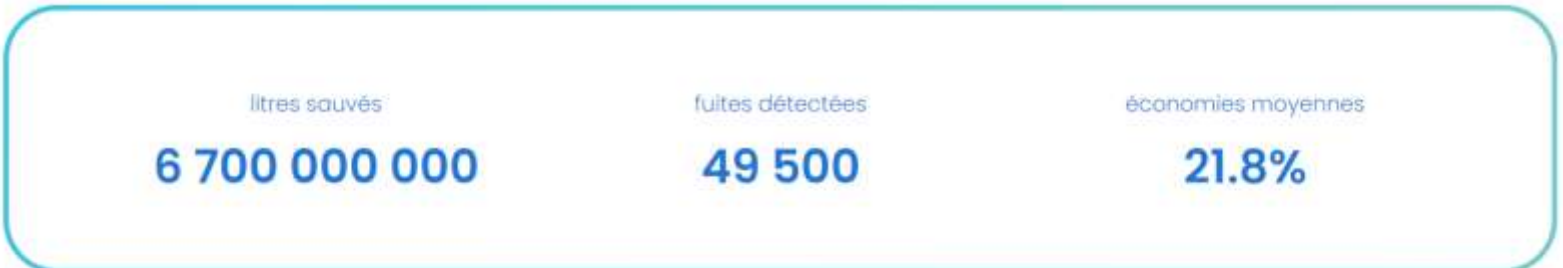 litres sauvés
6 700 000 000
fuites détectées
49 500
économies moyennes
21.8%